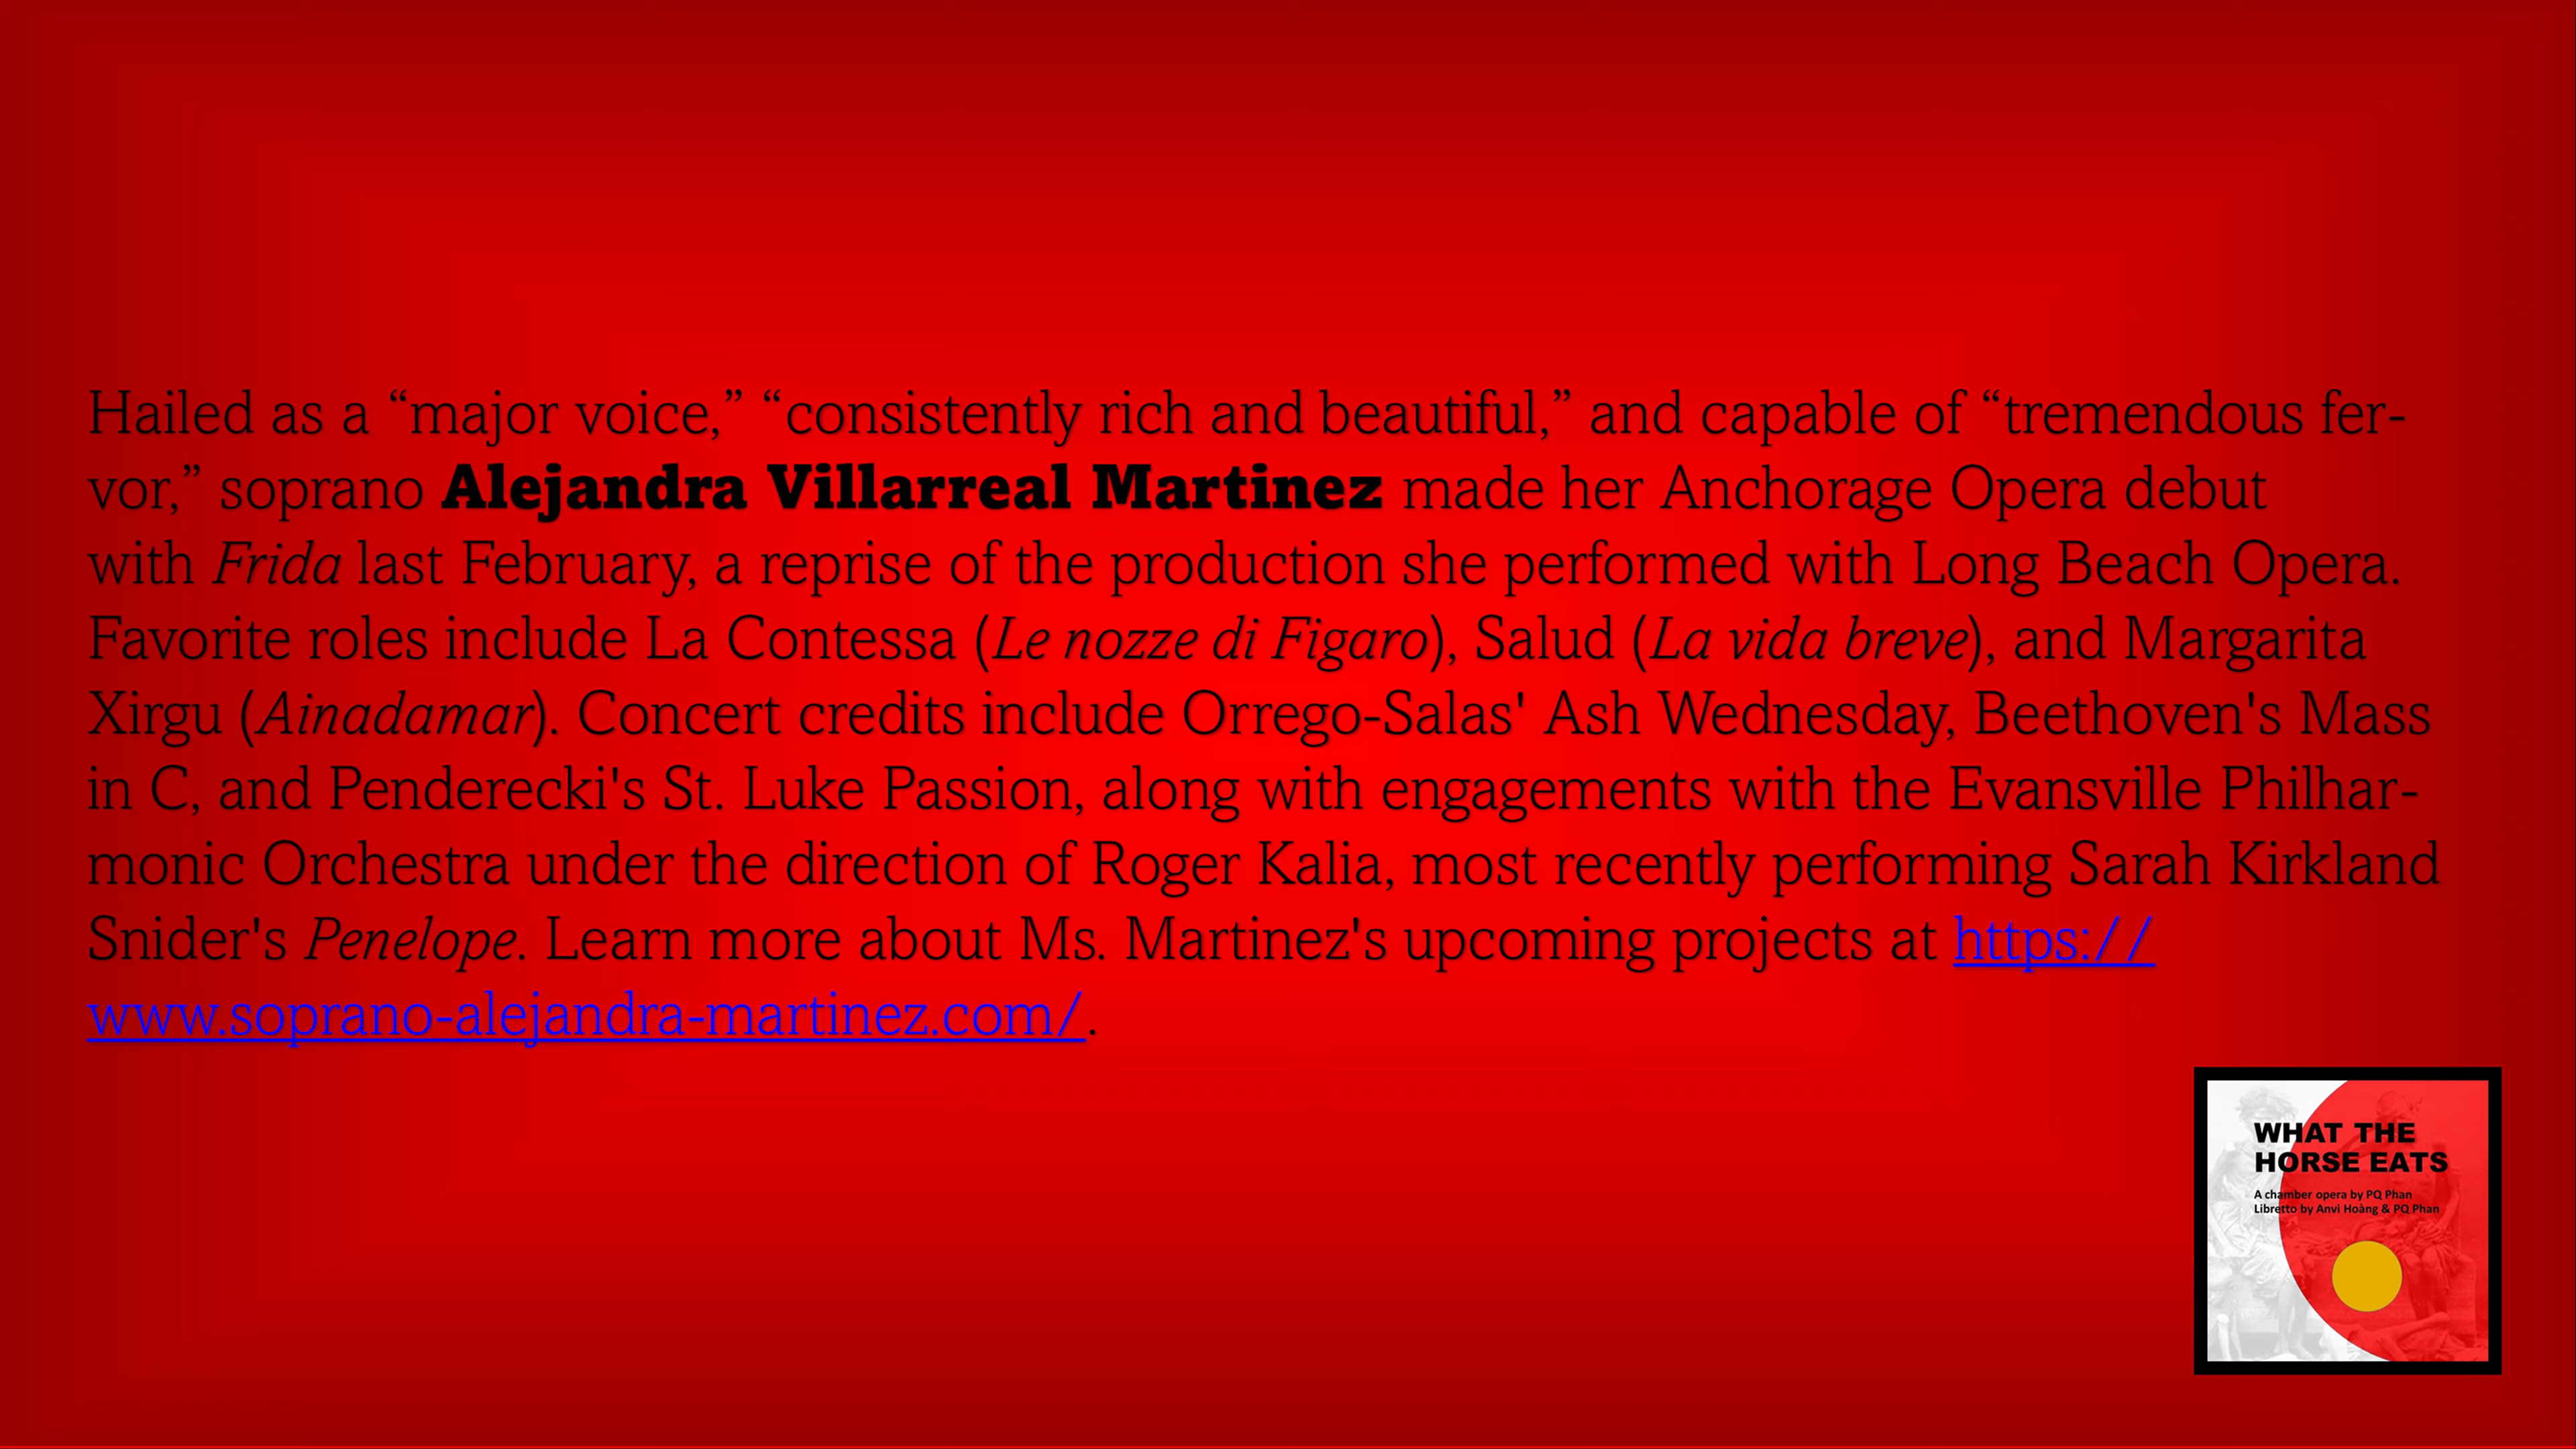 Hailed as a “major voice,” “consistently rich and beautiful,” and capable of “tremendous fer-
vor,” soprano Alejandra Villarreal Martinez made her Anchorage Opera debut
with Frida last February, a reprise of the production she performed with Long Beach Opera.
Favorite roles include La Contessa (Le nozze di Figaro), Salud (La vida breve), and Margarita
Xirgu (Ainadamar). Concert credits include Orrego-Salas' Ash Wednesday, Beethoven's Mass
in C, and Penderecki's St. Luke Passion, along with engagements with the Evansville Philhar-
monic Orchestra under the direction of Roger Kalia, most recently performing Sarah Kirkland
Snider's Penelope. Learn more about Ms. Martinez's upcoming projects at https://
www.soprano-alejandra-martinez.com/.
WHAT THE
HORSE EATS
A chamber opera by PQ Phan
Libretto by Anvi Hoàng & PQ Phan